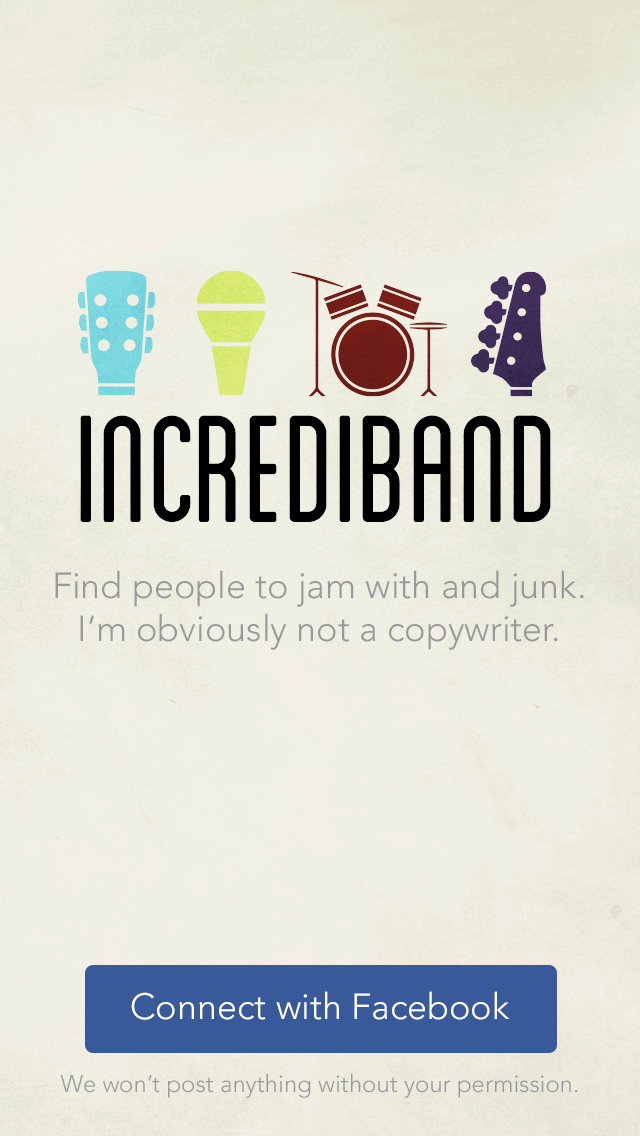 INCREDIBAND
Find people to jam with and junk.
I’m obviously not a copywriter.
Connect with Facebook
We won’t post anything without your permission.